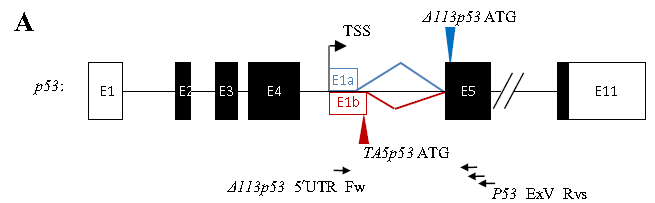 A
Δ113p53 ATG
TSS
p53:
E1
E2
E3
E4
E1a
E1b
E5
E11
TA5p53 ATG
Δ113p53 5′UTR Fw
P53 ExV Rvs